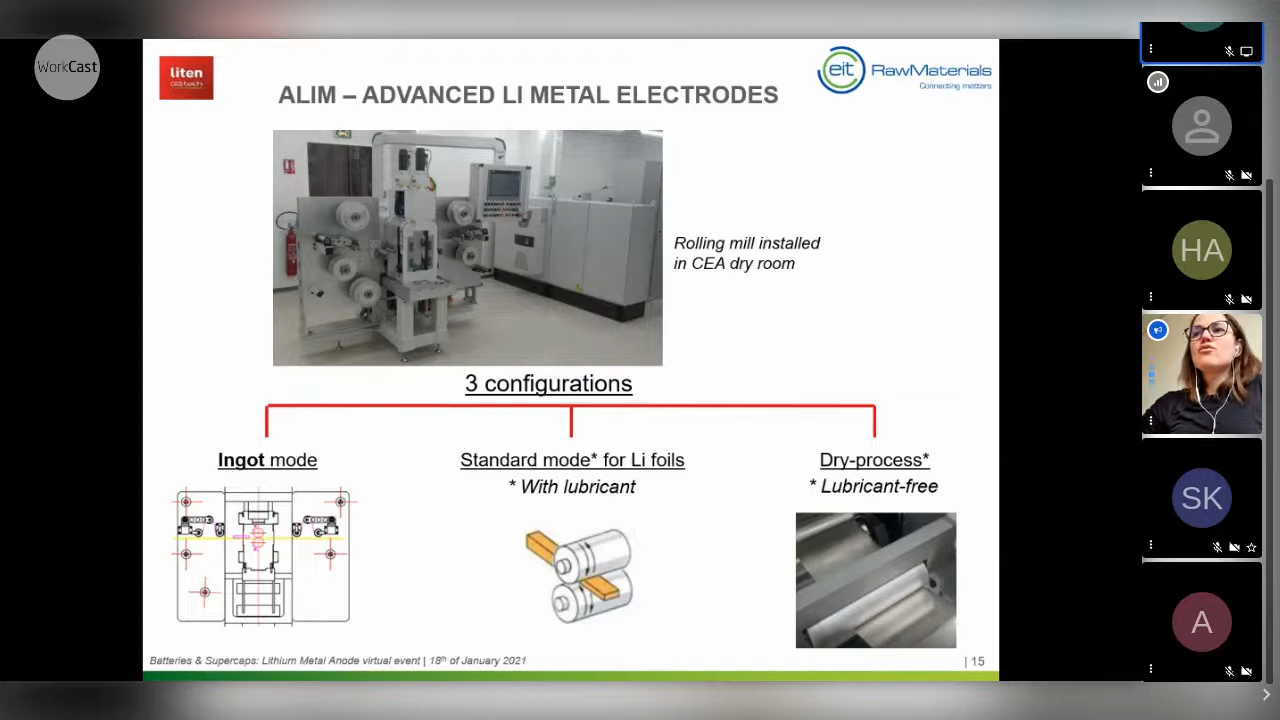 WorkCast
liten
ceatech
eit RawMaterials
Connecting matters
ALIM – ADVANCED LI METAL ELECTRODES
Rolling mill installed
in CEA dry room
3 configurations
Ingot mode
Standard mode* for Li foils
* With lubricant
Dry-process*
* Lubricant-free
Batteries & Supercaps: Lithium Metal Anode virtual event | 18th of January 2021
| 15
HA
SK
A